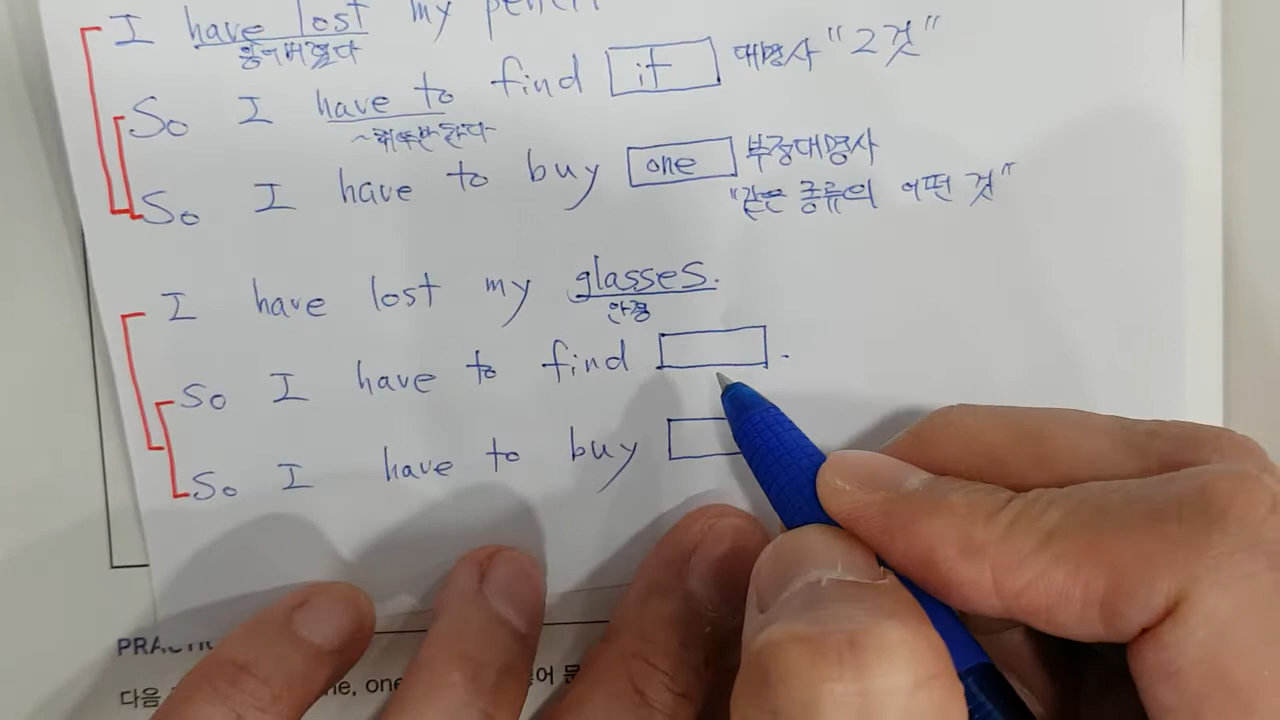 I have lost my pencil
잃어버렸다
So I have to find it 대명사 "그것"
~해야만 한다~
So I have to buy one 부정대명사
"같은 종류의 어떤 것"
I have lost my glasses.
안경
So I have to find .
So I have to buy
다음 one,